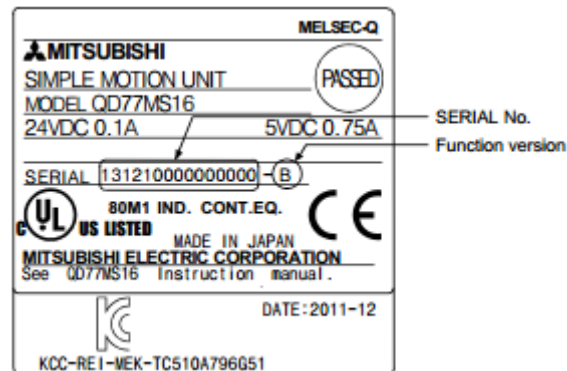 MELSEC-Q
MITSUBISHI
SIMPLE MOTION UNIT
PASSED
MODEL QD77MS16
24VDC 0.1A 5VDC 0.75A
SERIAL No.
Function version
SERIAL 131210000000000-B
80M1 IND. CONT.EQ.
C UL US LISTED
CE
MADE IN JAPAN
MITSUBISHI ELECTRIC CORPORATION
See QD77MS16 Instruction manual.
DATE:2011-12
KCC-REI-MEK-TC510A796G51